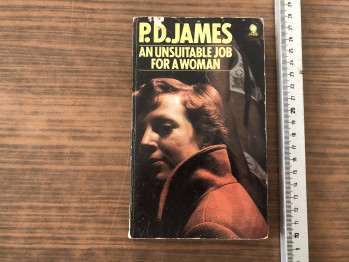 P.D. JAMES
AN UNSUITABLE JOB
FOR A WOMAN